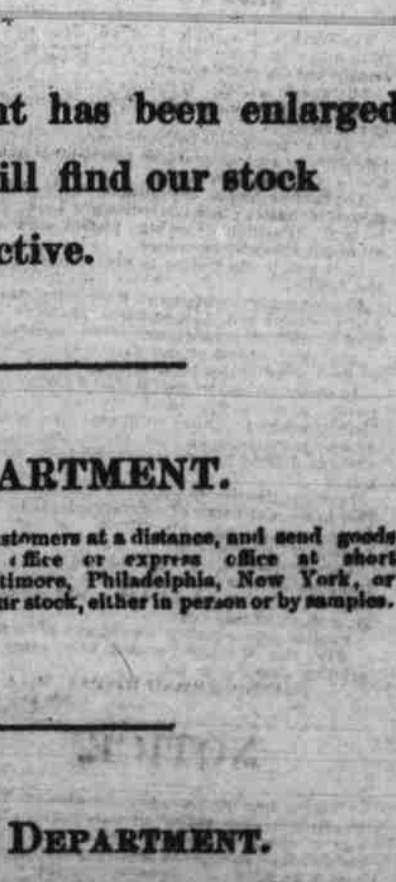 nt has been enlarged
ill find our stock
ctive.
ARTMENT.
stomers at a distance, and send goods
office or express office at short
timore, Philadelphia, New York, or
ur stock, either in person or by samples.
DEPARTMENT.